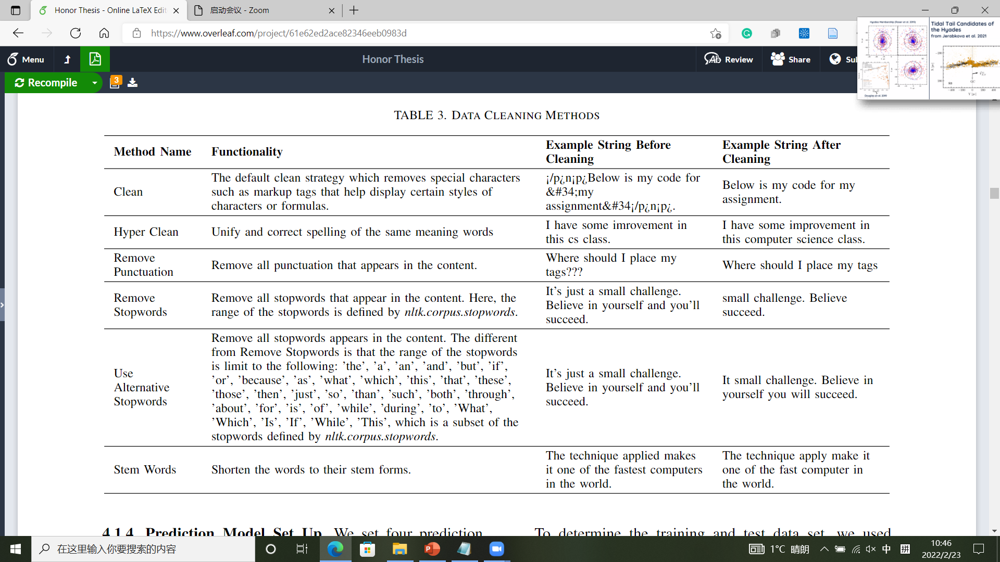 Honor Thesis - Online LaTeX Edit
启动会议 - Zoom
https://www.overleaf.com/project/61e62ed2ace82346eeb0983d
Menu
Honor Thesis
Review
Share
Su
Recompile
3
Hyades Membership (Roser et al. 2019)
Douglas et al. 2019
Tidal Tail Candidates of
the Hyades
from Jerabkova et al. 2021
TABLE 3. DATA CLEANING METHODS
Method Name
Functionality
Example String Before
Cleaning
Example String After
Cleaning
Clean
The default clean strategy which removes special characters
such as markup tags that help display certain styles of
characters or formulas.
¡/p¿n¡p¿Below is my code for
&#34;my
assignment&#34¡/p¿n¡p¿.
Below is my code for my
assignment.
Hyper Clean
Unify and correct spelling of the same meaning words
I have some imrovement in
this cs class.
I have some improvement in
this computer science class.
Remove
Punctuation
Remove all punctuation that appears in the content.
Where should I place my
tags???
Where should I place my tags
Remove
Stopwords
Remove all stopwords that appear in the content. Here, the
range of the stopwords is defined by nltk.corpus.stopwords.
It’s just a small challenge.
Believe in yourself and you’ll
succeed.
small challenge. Believe
succeed.
Use
Alternative
Stopwords
Remove all stopwords appears in the content. The different
from Remove Stopwords is that the range of the stopwords
is limit to the following: ’the’, ’a’, ’an’, ’and’, ’but’, ’if’,
’or’, ’because’, ’as’, ’what’, ’which’, ’this’, ’that’, ’these’,
’those’, ’then’, ’just’, ’so’, ’than’, ’such’, ’both’, ’through’,
’about’, ’for’, ’is’, ’of’, ’while’, ’during’, ’to’, ’What’,
’Which’, ’Is’, ’If’, ’While’, ’This’, which is a subset of the
stopwords defined by nltk.corpus.stopwords.
It’s just a small challenge.
Believe in yourself and you’ll
succeed.
It small challenge. Believe in
yourself you will succeed.
Stem Words
Shorten the words to their stem forms.
The technique applied makes
it one of the fastest computers
in the world.
The technique apply make it
one of the fast computer in
the world.
4.1.4 Prediction Model Set Up. We set four prediction
To determine the training and test data set, we used
在这里输入你要搜索的内容
1°C 晴朗
中
拼
10:46
2022/2/23